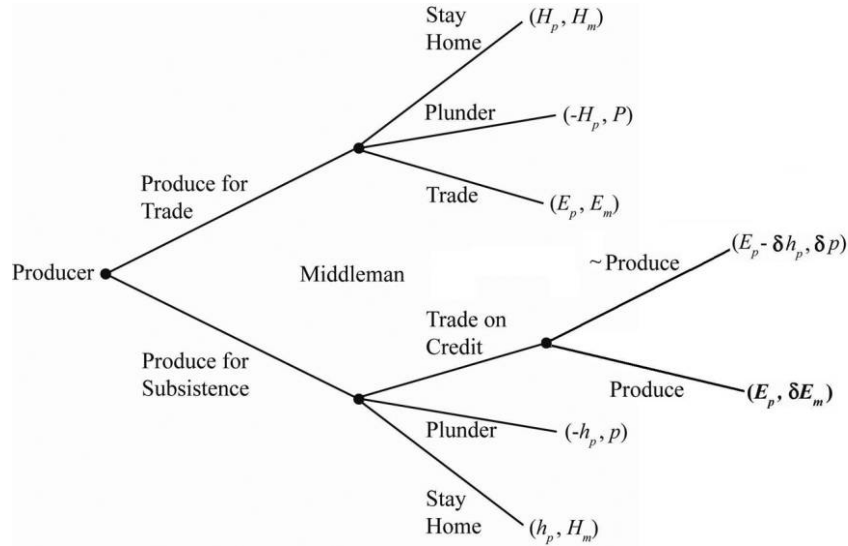 Stay
Home
(H_p, H_m)
Plunder
(-H_p, P)
Produce for
Trade
Trade
(E_p, E_m)
Producer
Middleman
(E_p- δh_p, δp)
~Produce
Trade on
Credit
Produce for
Subsistence
Produce
(E_p, δE_m)
Plunder
(-h_p, p)
Stay
Home
(h_p, H_m)